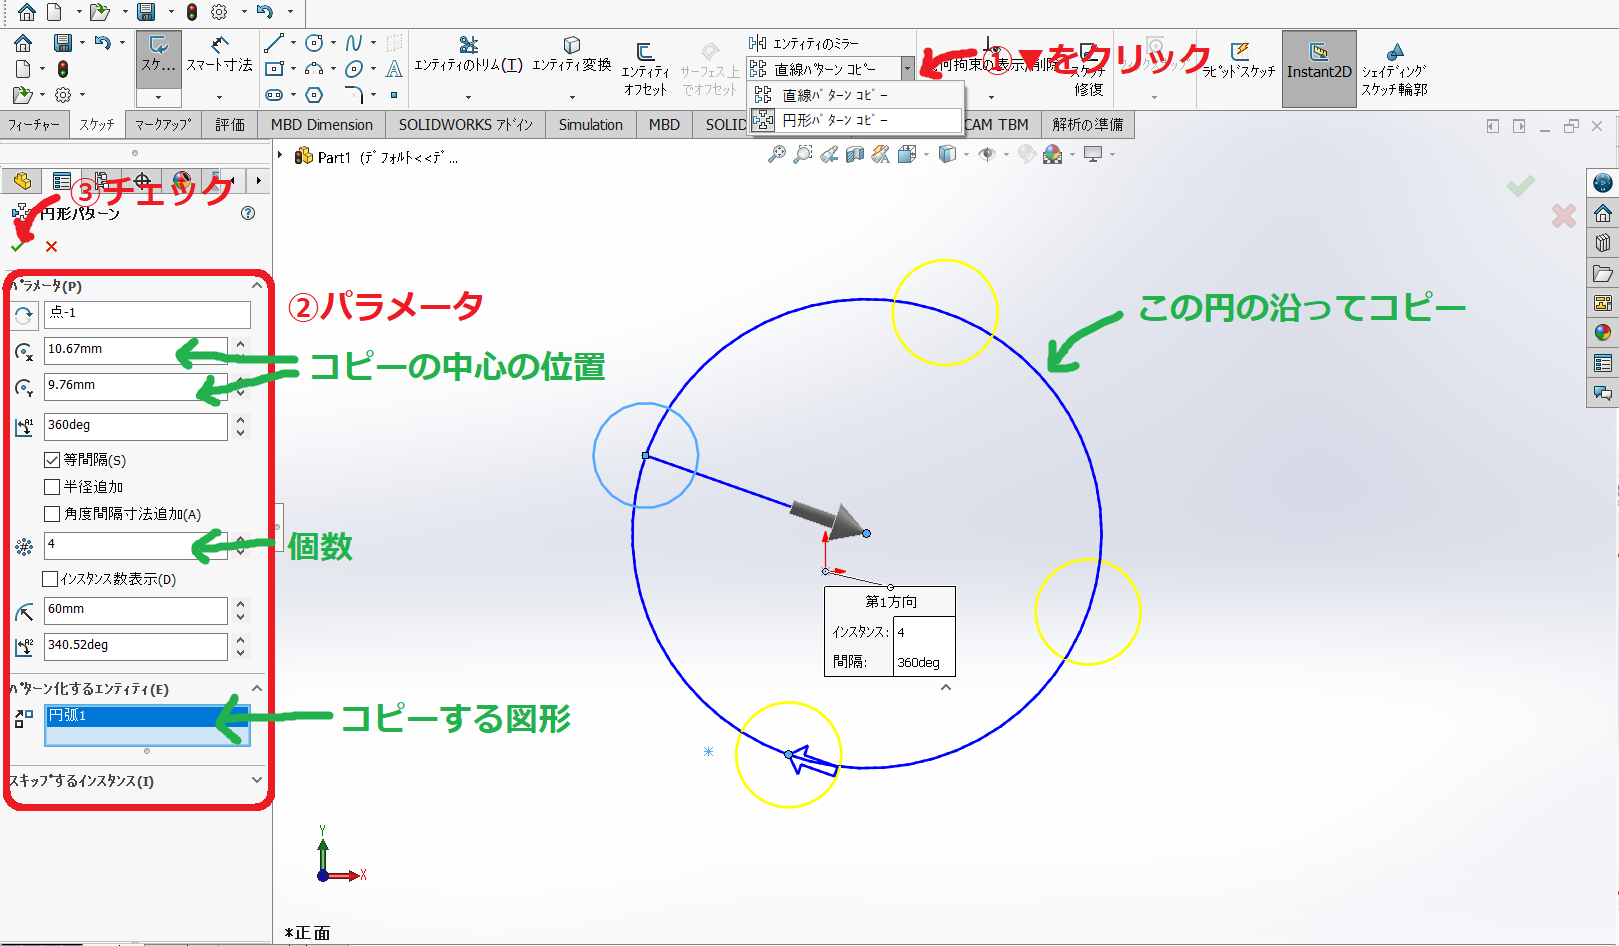 エンティティのミラー
直線パターン コピー
直線パターン コピー
円形パターン コピー
①▼をクリック
スケ...
スマート寸法
エンティティのトリム(T)
エンティティ変換
エンティティ
オフセット
サーフェス上
でオフセット
何拘束の表示/削除
スケッチ
修復
ラピッドスケッチ
Instant2D
シェイディング
スケッチ輪郭
フィーチャー
スケッチ
マークアップ
評価
MBD Dimension
SOLIDWORKS アドイン
Simulation
MBD
SOLID
CAM TBM
解析の準備
Part1 (デフォルト<<デ...
③チェック
円形パターン
パラメータ(P)
点-1
10.67mm
9.76mm
360deg
等間隔(S)
半径追加
角度間隔寸法追加(A)
4
インスタンス数表示(D)
60mm
340.52deg
パターン化するエンティティ(E)
円弧1
スキップするインスタンス(I)
②パラメータ
コピーの中心の位置
個数
コピーする図形
この円の沿ってコピー
第1方向
インスタンス: 4
間隔: 360deg
Y
X
*正面